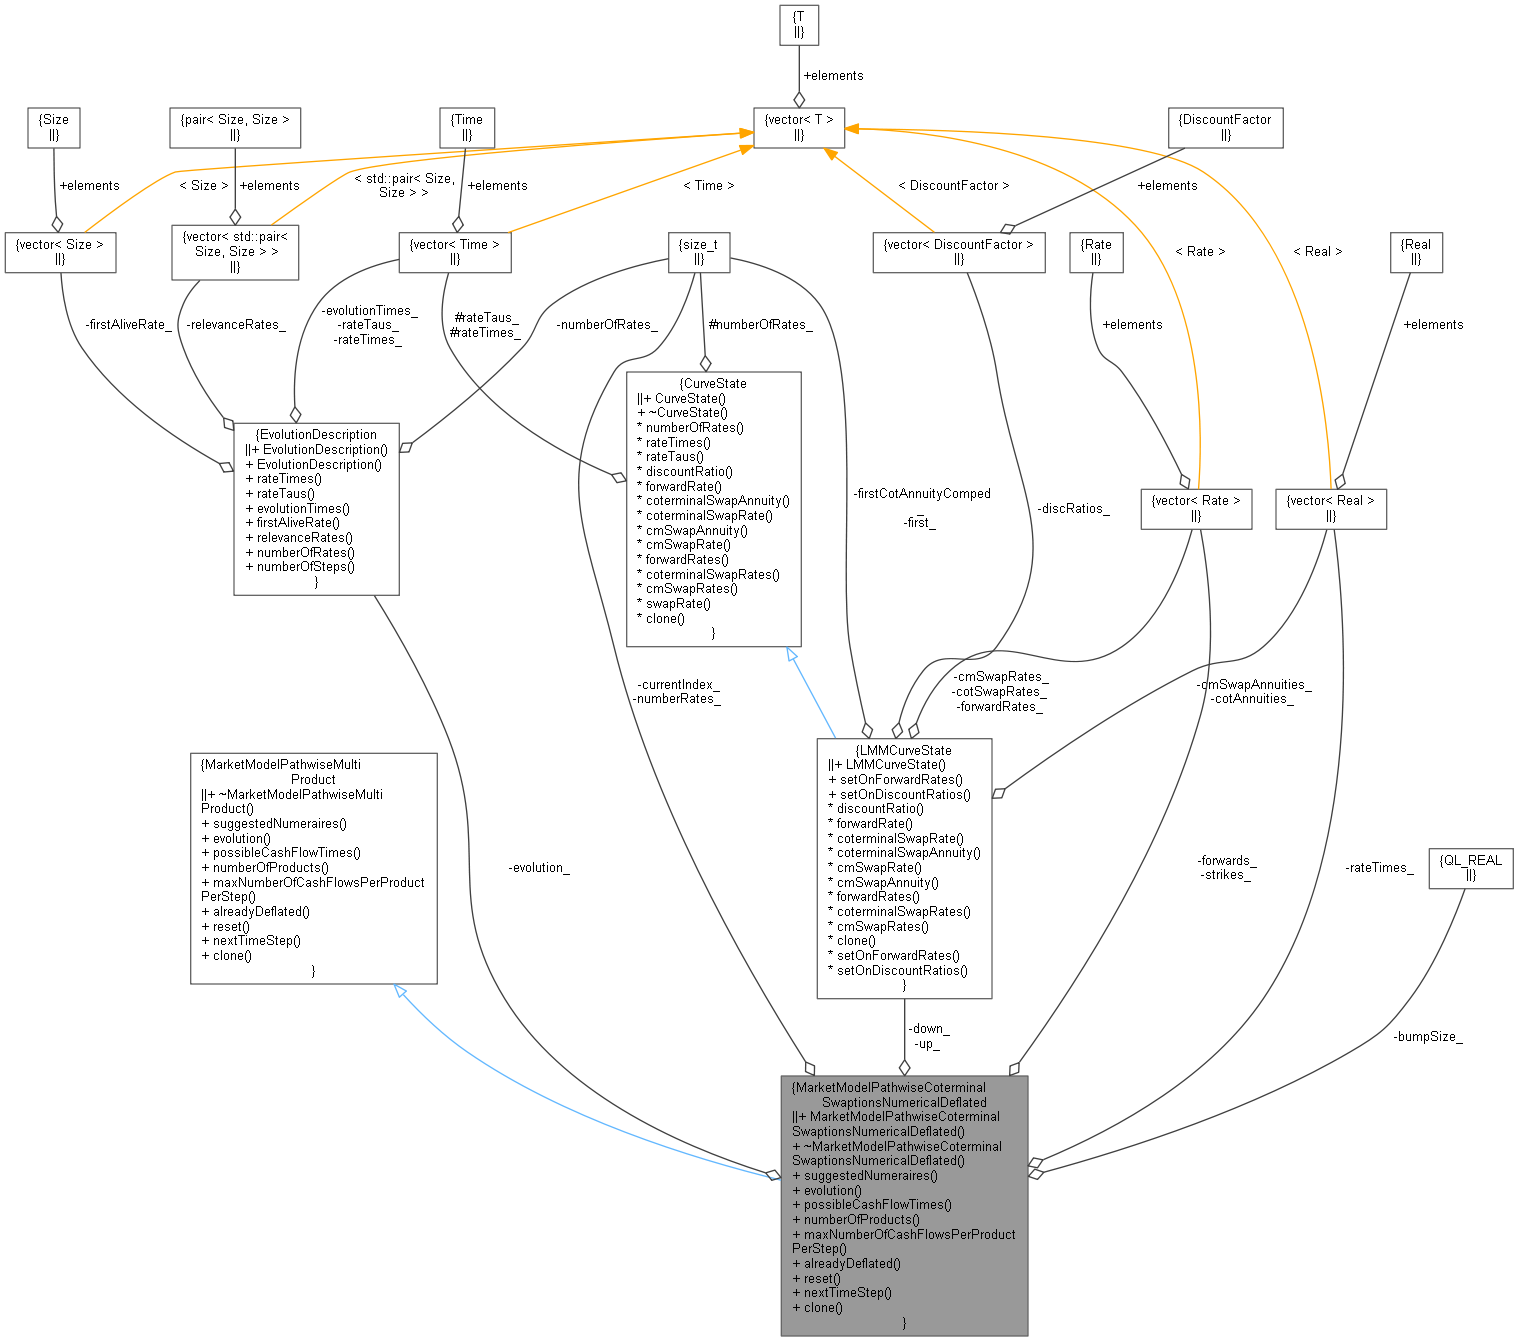 {T
||}
+elements
{Size
||}
{pair< Size, Size >
||}
{Time
||}
{vector< T >
||}
{DiscountFactor
||}
+elements
< Size >
+elements
< std::pair< Size,
Size > >
+elements
< Time >
< DiscountFactor >
+elements
{vector< Size >
||}
{vector< std::pair<
Size, Size > >
||}
{vector< Time >
||}
{size_t
||}
{vector< DiscountFactor >
||}
{Rate
||}
< Rate >
< Real >
{Real
||}
-firstAliveRate_
-relevanceRates_
-evolutionTimes_
-rateTaus_
-rateTimes_
#rateTaus_
#rateTimes_
-numberOfRates_
#numberOfRates_
+elements
+elements
{CurveState
||+ CurveState()
+ ~CurveState()
* numberOfRates()
* rateTimes()
* rateTaus()
* discountRatio()
* forwardRate()
* coterminalSwapAnnuity()
* coterminalSwapRate()
* cmSwapAnnuity()
* cmSwapRate()
* forwardRates()
* coterminalSwapRates()
* cmSwapRates()
* swapRate()
* clone()
}
{EvolutionDescription
||+ EvolutionDescription()
+ EvolutionDescription()
+ rateTimes()
+ rateTaus()
+ evolutionTimes()
+ firstAliveRate()
+ relevanceRates()
+ numberOfRates()
+ numberOfSteps()
}
-firstCotAnnuityComped
_
-first_
-discRatios_
{vector< Rate >
||}
{vector< Real >
||}
-currentIndex_
-numberRates_
-cmSwapRates_
-cotSwapRates_
-forwardRates_
-cmSwapAnnuities_
-cotAnnuities_
{MarketModelPathwiseMulti
Product
||+ ~MarketModelPathwiseMulti
Product()
+ suggestedNumeraires()
+ evolution()
+ possibleCashFlowTimes()
+ numberOfProducts()
+ maxNumberOfCashFlowsPerProduct
PerStep()
+ alreadyDeflated()
+ reset()
+ nextTimeStep()
+ clone()
}
-evolution_
{LMMCurveState
||+ LMMCurveState()
+ setOnForwardRates()
+ setOnDiscountRatios()
* discountRatio()
* forwardRate()
* coterminalSwapRate()
* coterminalSwapAnnuity()
* cmSwapRate()
* cmSwapAnnuity()
* forwardRates()
* coterminalSwapRates()
* cmSwapRates()
* clone()
* setOnForwardRates()
* setOnDiscountRatios()
}
-forwards_
-strikes_
-rateTimes_
{QL_REAL
||}
-down_
-up_
-bumpSize_
{MarketModelPathwiseCoterminal
SwaptionsNumericalDeflated
||+ MarketModelPathwiseCoterminal
SwaptionsNumericalDeflated()
+ ~MarketModelPathwiseCoterminal
SwaptionsNumericalDeflated()
+ suggestedNumeraires()
+ evolution()
+ possibleCashFlowTimes()
+ numberOfProducts()
+ maxNumberOfCashFlowsPerProduct
PerStep()
+ alreadyDeflated()
+ reset()
+ nextTimeStep()
+ clone()
}